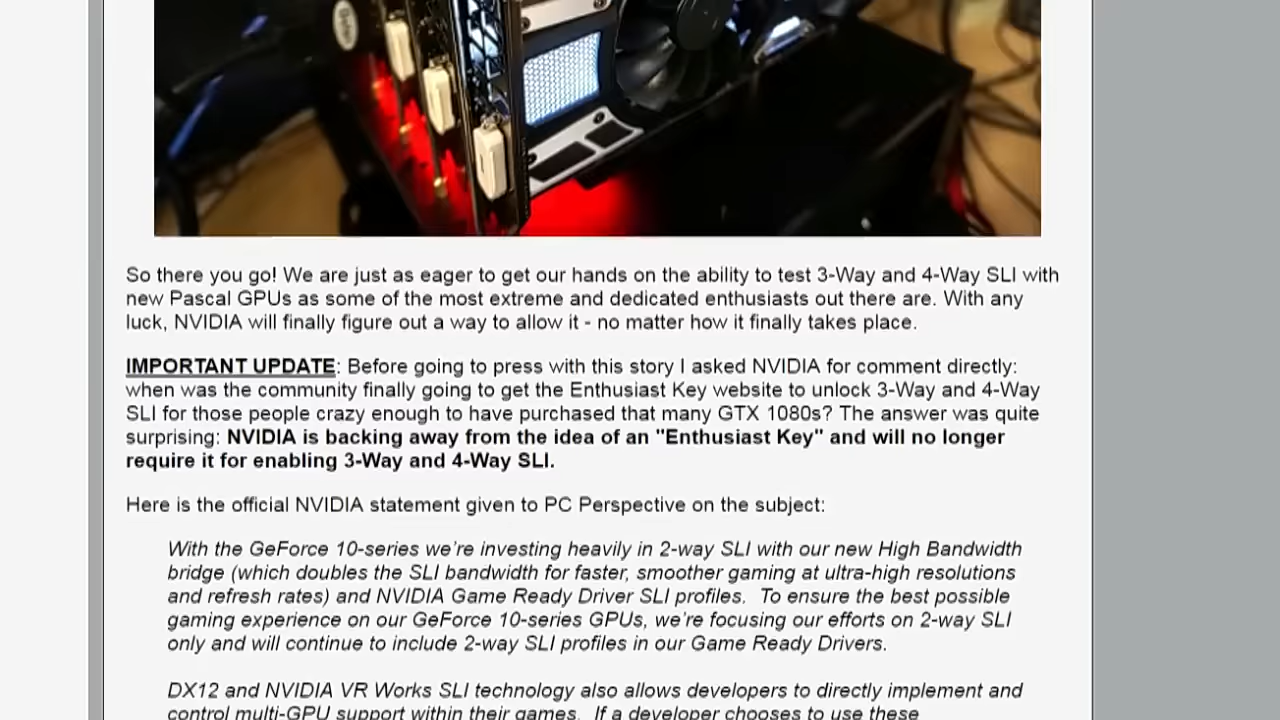 So there you go! We are just as eager to get our hands on the ability to test 3-Way and 4-Way SLI with
new Pascal GPUs as some of the most extreme and dedicated enthusiasts out there are. With any
luck, NVIDIA will finally figure out a way to allow it - no matter how it finally takes place.
IMPORTANT UPDATE: Before going to press with this story I asked NVIDIA for comment directly:
when was the community finally going to get the Enthusiast Key website to unlock 3-Way and 4-Way
SLI for those people crazy enough to have purchased that many GTX 1080s? The answer was quite
surprising: NVIDIA is backing away from the idea of an "Enthusiast Key" and will no longer
require it for enabling 3-Way and 4-Way SLI.
Here is the official NVIDIA statement given to PC Perspective on the subject:
With the GeForce 10-series we're investing heavily in 2-way SLI with our new High Bandwidth
bridge (which doubles the SLI bandwidth for faster, smoother gaming at ultra-high resolutions
and refresh rates) and NVIDIA Game Ready Driver SLI profiles.  To ensure the best possible
gaming experience on our GeForce 10-series GPUs, we're focusing our efforts on 2-way SLI
only and will continue to include 2-way SLI profiles in our Game Ready Drivers.
DX12 and NVIDIA VR Works SLI technology also allows developers to directly implement and
control multi-GPU support within their games.  If a developer chooses to use these